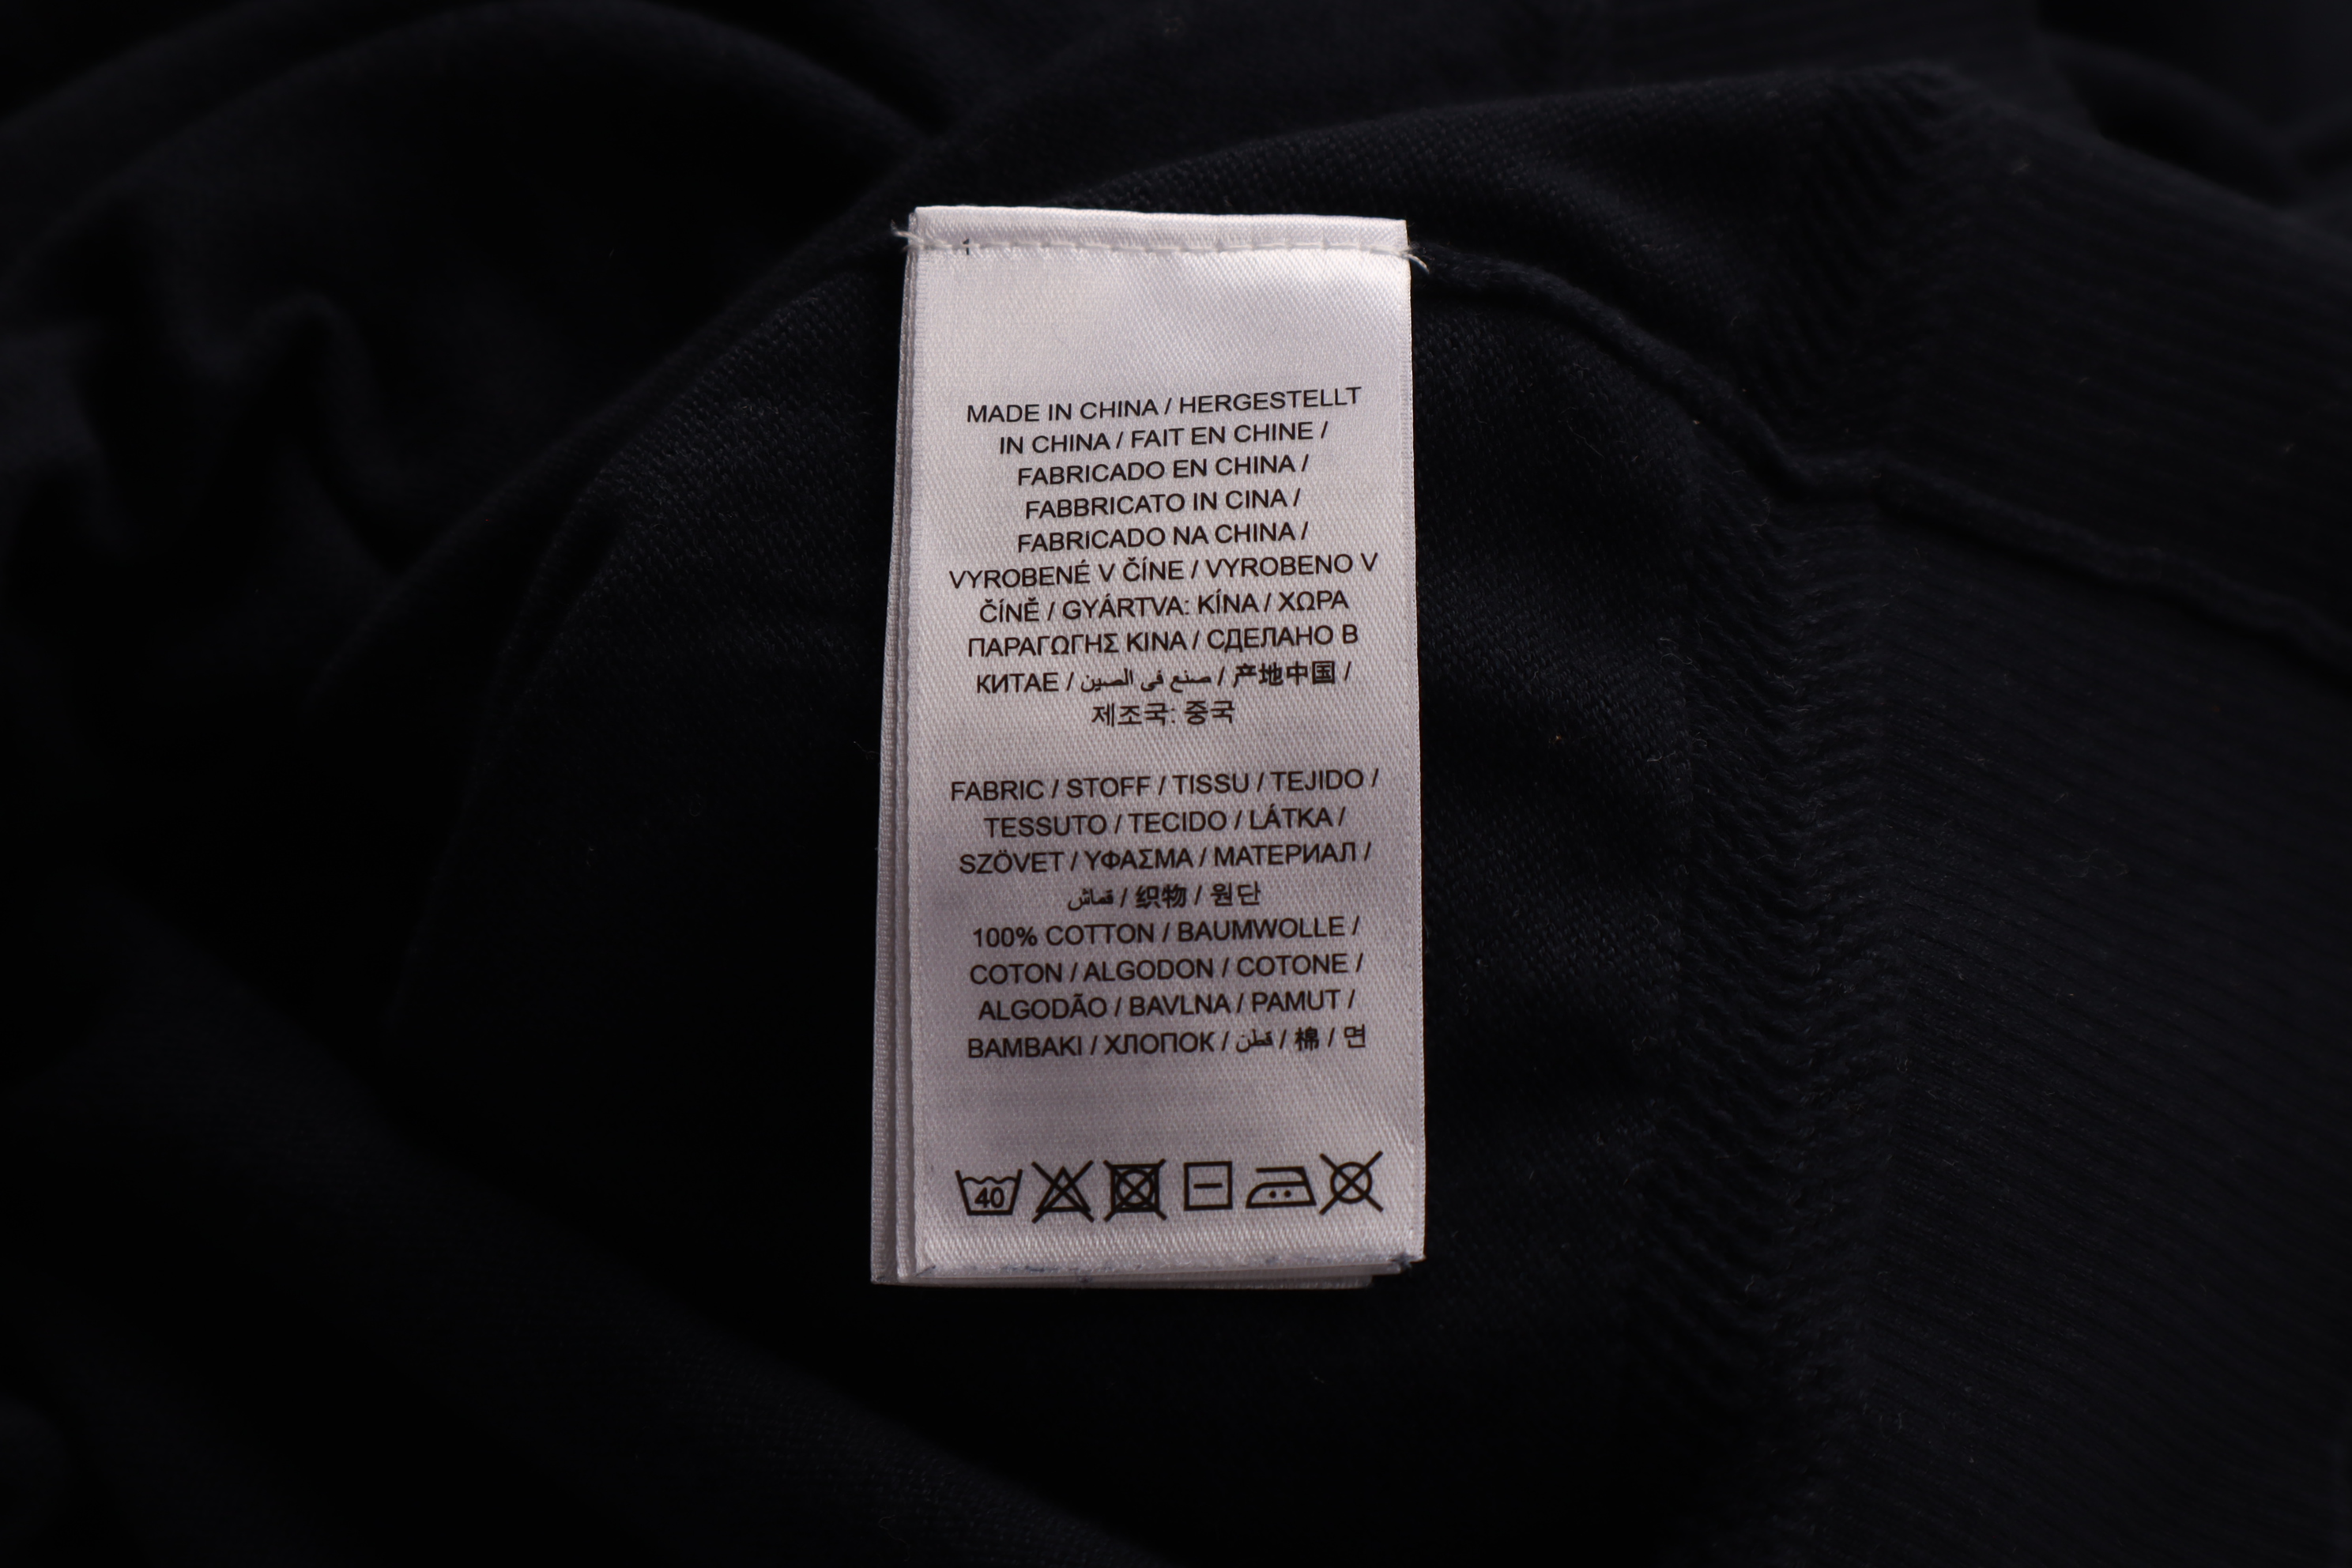 MADE IN CHINA / HERGESTELLT
IN CHINA / FAIT EN CHINE /
FABRICADO EN CHINA /
FABBRICATO IN CINA /
FABRICADO NA CHINA /
VYROBENÉ V ČÍNE / VYROBENO V
ČÍNĚ / GYÁRTVA: KÍNA / ΧΩΡΑ
ΠΑΡΑΓΩΓΗΣ ΚΙΝΑ / СДЕЛАНО В
КИТАЕ / صنع فى الصين / 产地中国 /
제조국: 중국
FABRIC / STOFF / TISSU / TEJIDO /
TESSUTO / TECIDO / LÁTKA /
SZÖVET / ΥΦΑΣΜΑ / МАТЕРИАЛ /
قماش / 织物 / 원단
100% COTTON / BAUMWOLLE /
COTON / ALGODON / COTONE /
ALGODÃO / BAVLNA / PAMUT /
BAMBAKI / ХЛОПОК / قطن / 棉 / 면
40